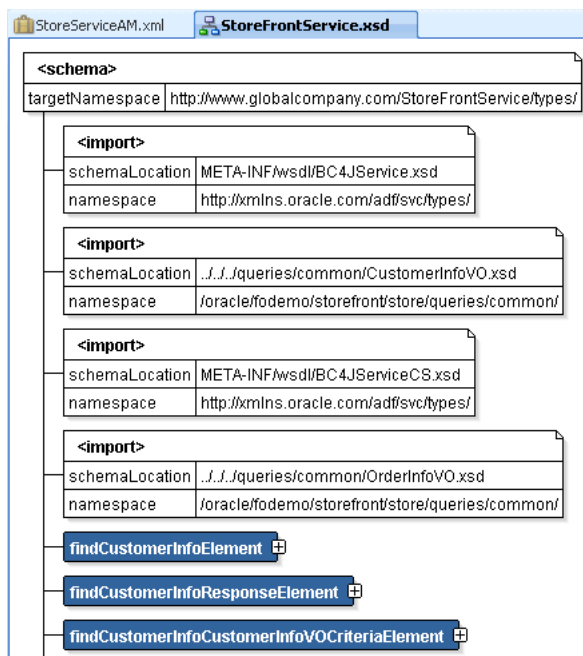 StoreServiceAM.xml StoreFrontService.xsd
<schema>
targetNamespace http://www.globalcompany.com/StoreFrontService/types/
<import>
schemaLocation META-INF/wsdl/BC4JService.xsd
namespace http://xmlns.oracle.com/adf/svc/types/
<import>
schemaLocation ../../../queries/common/CustomerInfoVO.xsd
namespace /oracle/fodemo/storefront/store/queries/common/
<import>
schemaLocation META-INF/wsdl/BC4JServiceCS.xsd
namespace http://xmlns.oracle.com/adf/svc/types/
<import>
schemaLocation ../../../queries/common/OrderInfoVO.xsd
namespace /oracle/fodemo/storefront/store/queries/common/
findCustomerInfoElement
findCustomerInfoResponseElement
findCustomerInfoCustomerInfoVOCriteriaElement